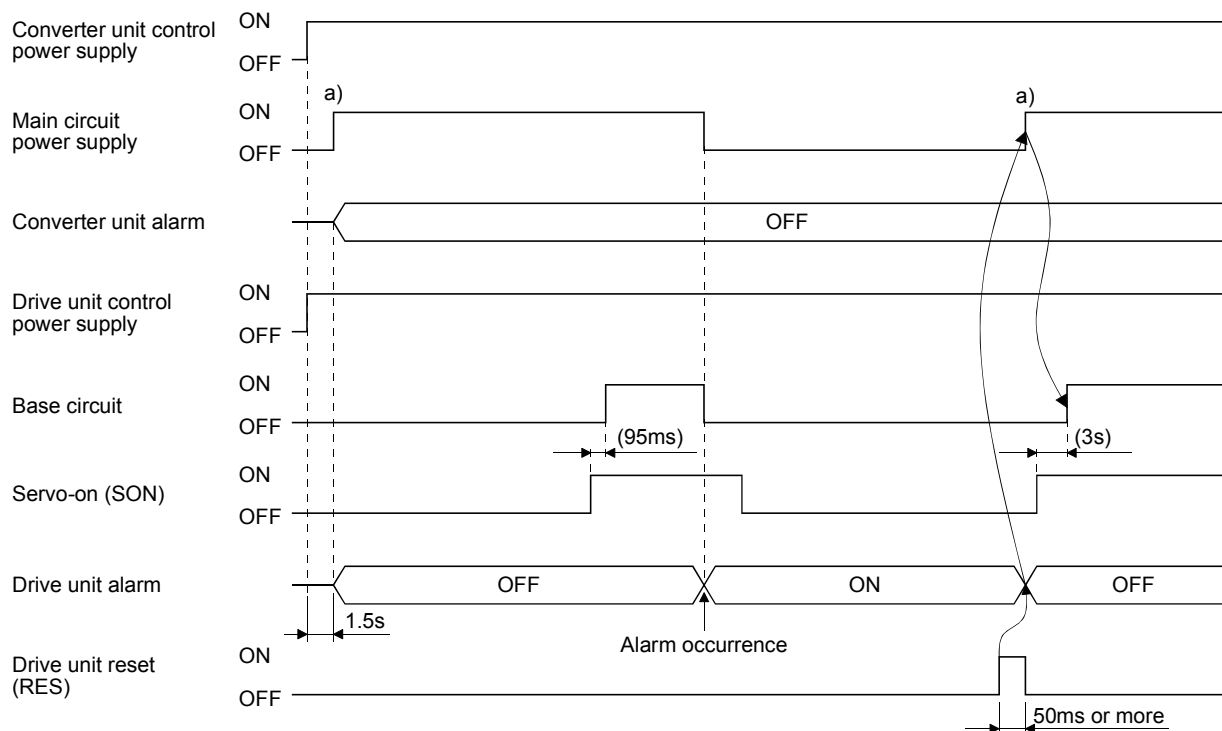 Converter unit control
power supply
ON
OFF
a)
a)
Main circuit
power supply
ON
OFF
Converter unit alarm
OFF
Drive unit control
power supply
ON
OFF
Base circuit
ON
OFF
(95ms)
(3s)
Servo-on (SON)
ON
OFF
Drive unit alarm
OFF
ON
OFF
1.5s
Alarm occurrence
Drive unit reset
(RES)
ON
OFF
50ms or more